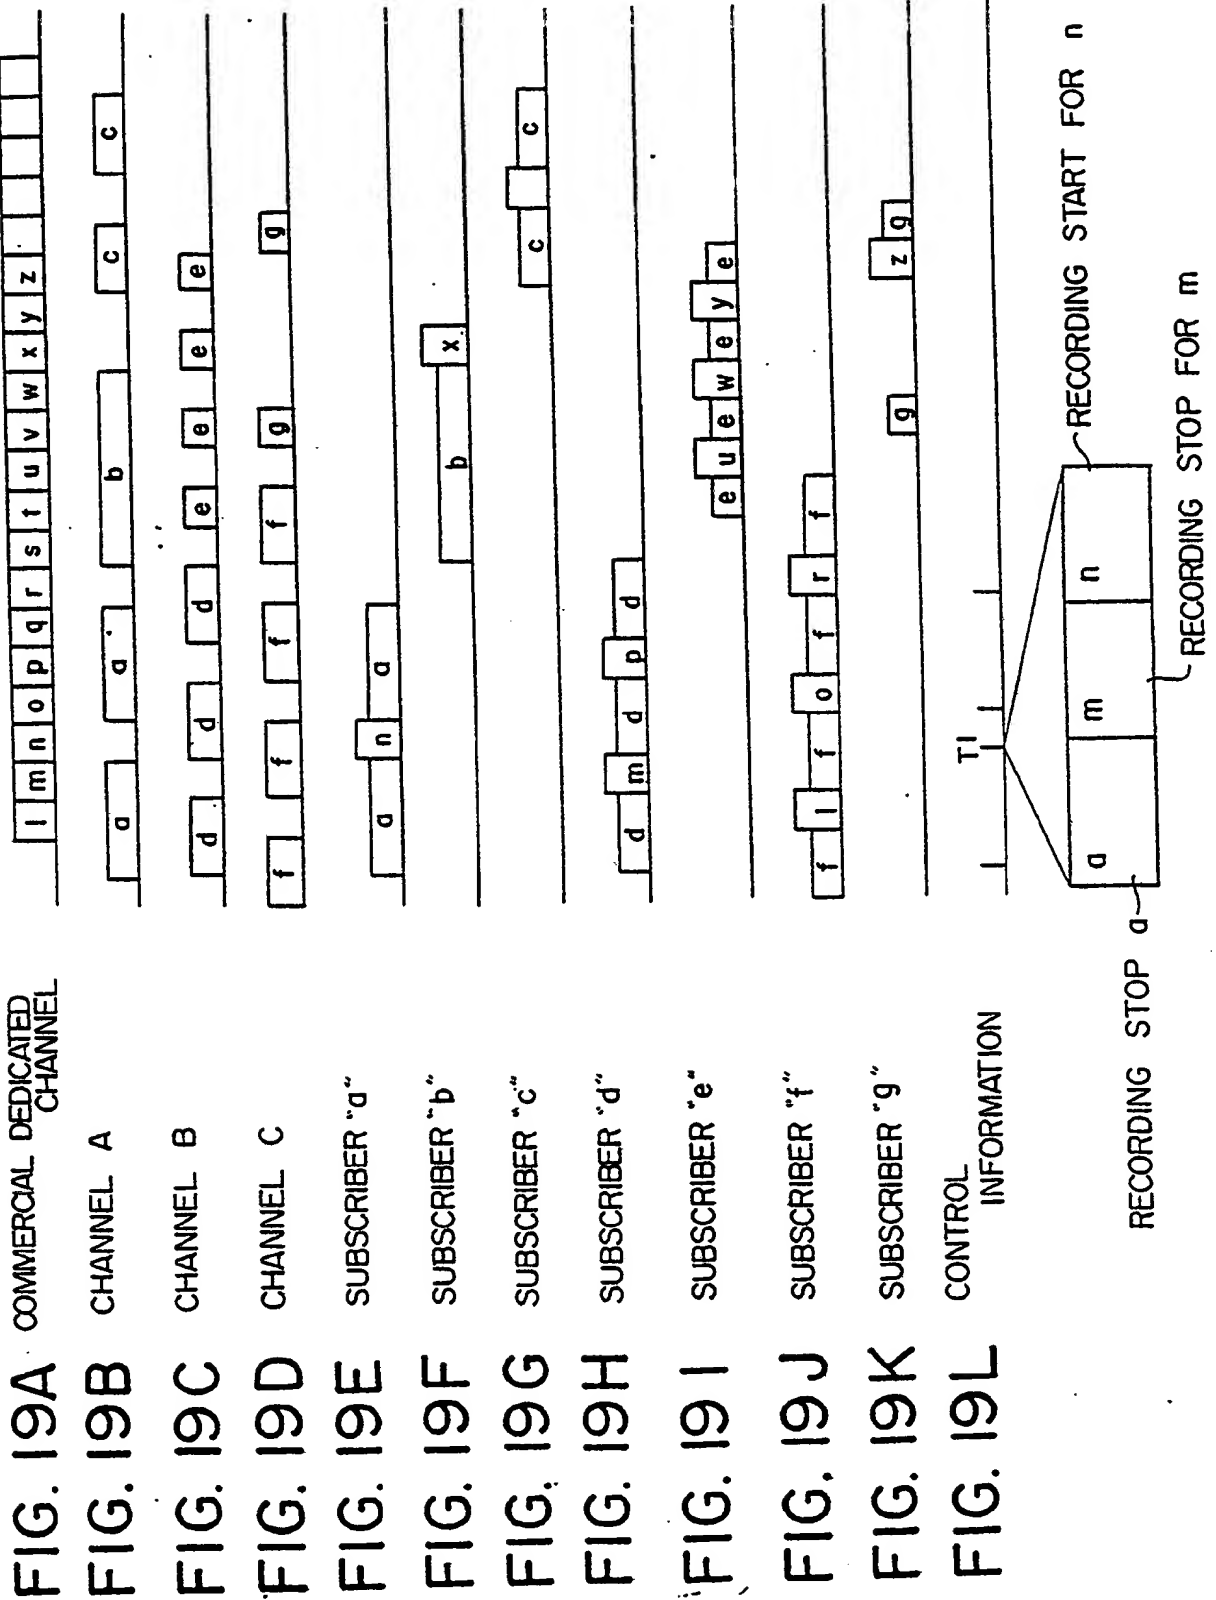 FIG. 19A COMMERCIAL DEDICATED CHANNEL
l m n o p q r s t u v w x y z
FIG. 19B CHANNEL A
a a b c c
FIG. 19C CHANNEL B
d d d e e e e
FIG. 19D CHANNEL C
f f f f g g
FIG. 19E SUBSCRIBER "a"
a n a
FIG. 19F SUBSCRIBER "b"
b x
FIG. 19G SUBSCRIBER "c"
c c
FIG. 19H SUBSCRIBER "d"
d m d p d
FIG. 19I SUBSCRIBER "e"
e u e w e y e
FIG. 19J SUBSCRIBER "f"
f l f o f r f
FIG. 19K SUBSCRIBER "g"
g z g
FIG. 19L CONTROL INFORMATION
T1
a m n
RECORDING STOP a
RECORDING START FOR n
RECORDING STOP FOR m